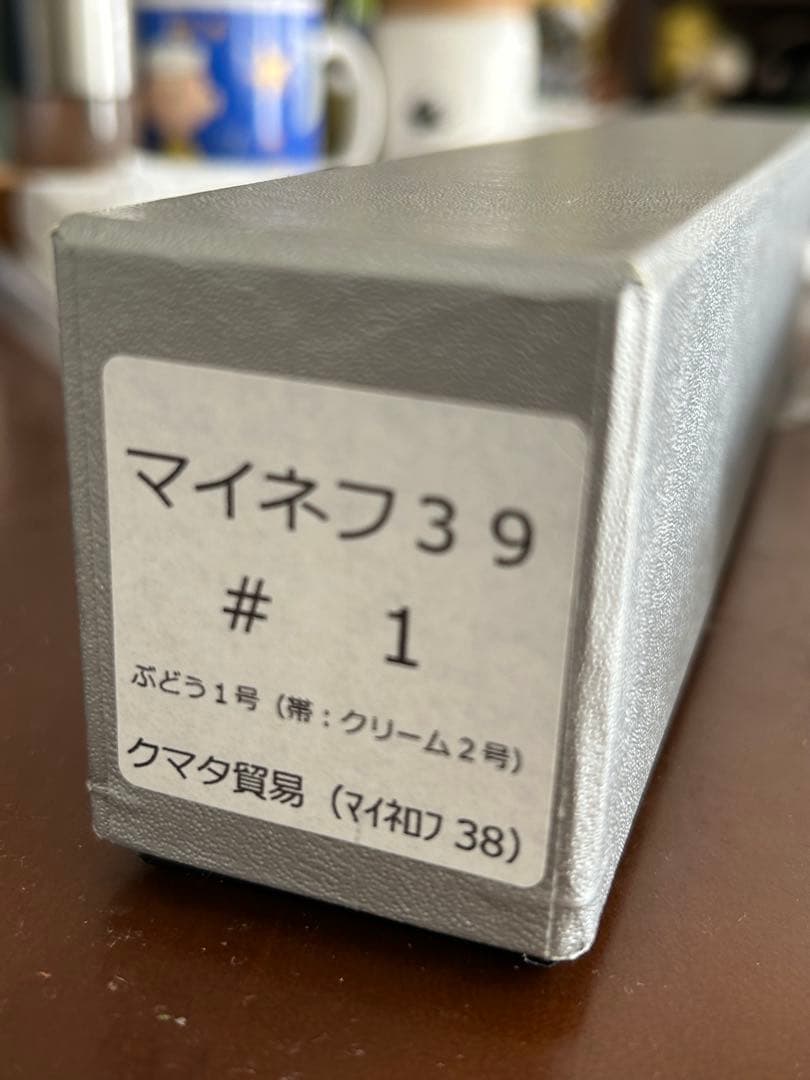 マイネフ３９
# 1
ぶどう１号（帯：クリーム２号）
クマタ貿易（ﾏｲﾈﾛﾌ 38）